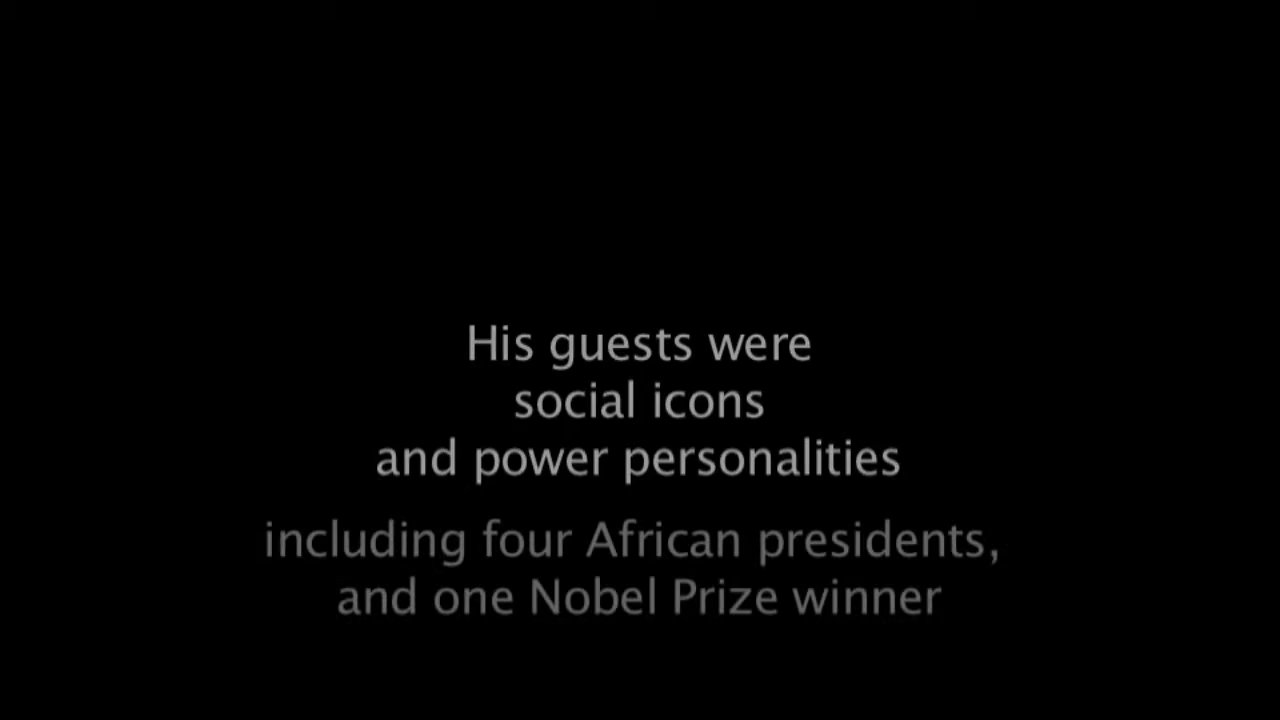 His guests were
social icons
and power personalities
including four African presidents,
and one Nobel Prize winner